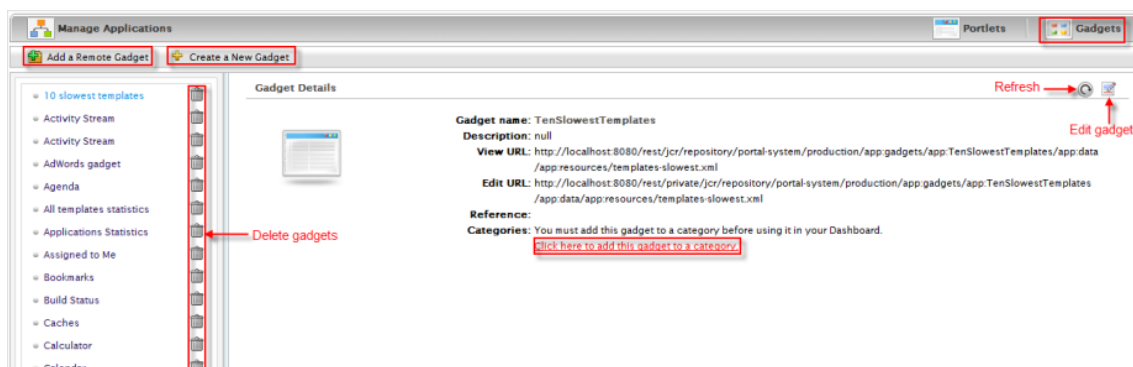 Manage Applications
Portlets
Gadgets
Add a Remote Gadget
Create a New Gadget
10 slowest templates
Activity Stream
Activity Stream
AdWords gadget
Agenda
All templates statistics
Applications Statistics
Assigned to Me
Bookmarks
Build Status
Caches
Calculator
Calendar
Delete gadgets
Gadget Details
Refresh
Edit gadget
Gadget name: TenSlowestTemplates
Description: null
View URL: http://localhost:8080/rest/jcr/repository/portal-system/production/app:gadgets/app:TenSlowestTemplates/app:data
/app:resources/templates-slowest.xml
Edit URL: http://localhost:8080/rest/private/jcr/repository/portal-system/production/app:gadgets/app:TenSlowestTemplates
/app:data/app:resources/templates-slowest.xml
Reference:
Categories: You must add this gadget to a category before using it in your Dashboard.
Click here to add this gadget to a category.